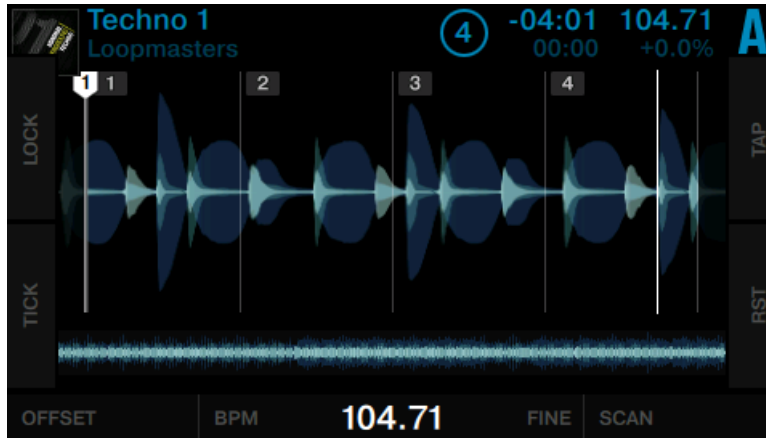 Techno 1
Loopmasters
4
-04:01
00:00
104.71
+0.0%
A
LOCK
TICK
1
1
2
3
4
TAP
RST
OFFSET
BPM
104.71
FINE
SCAN